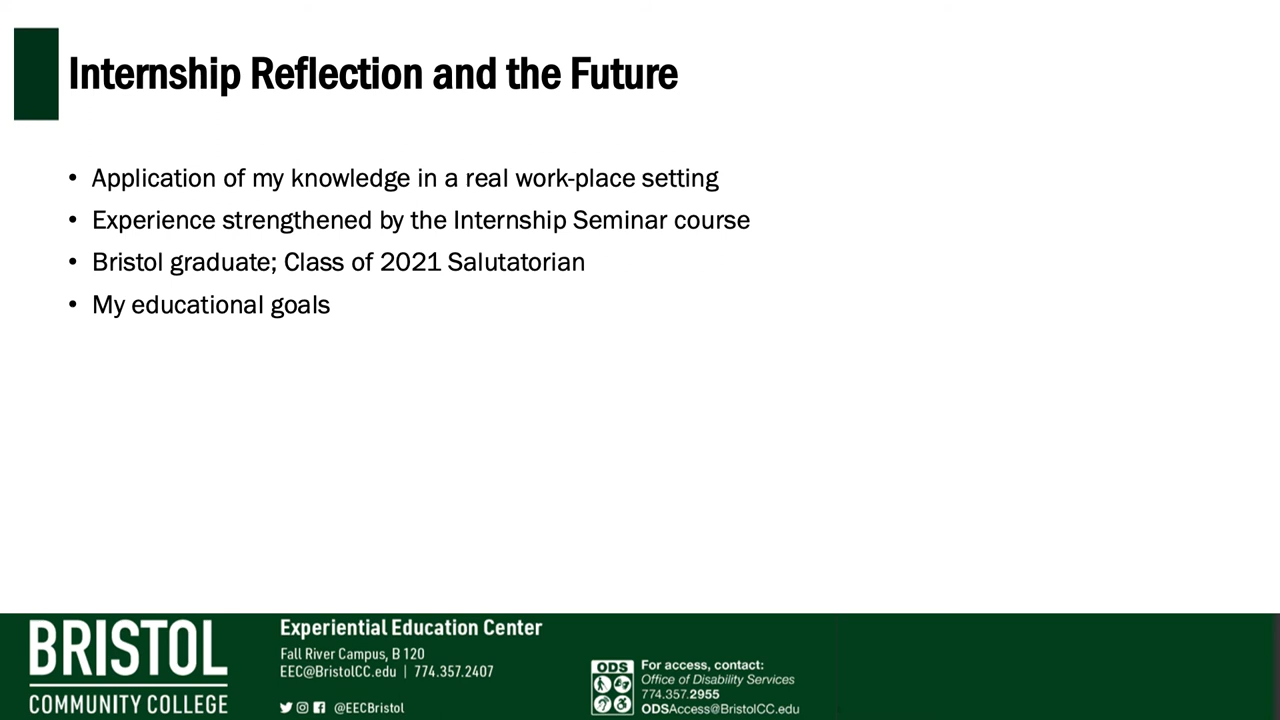 Internship Reflection and the Future
• Application of my knowledge in a real work-place setting
• Experience strengthened by the Internship Seminar course
• Bristol graduate; Class of 2021 Salutatorian
• My educational goals
BRISTOL
COMMUNITY COLLEGE
Experiential Education Center
Fall River Campus, B 120
EEC@BristolCC.edu | 774.357.2407
@EECBristol
ODS
For access, contact:
Office of Disability Services
774.357.2955
ODSAccess@BristolCC.edu